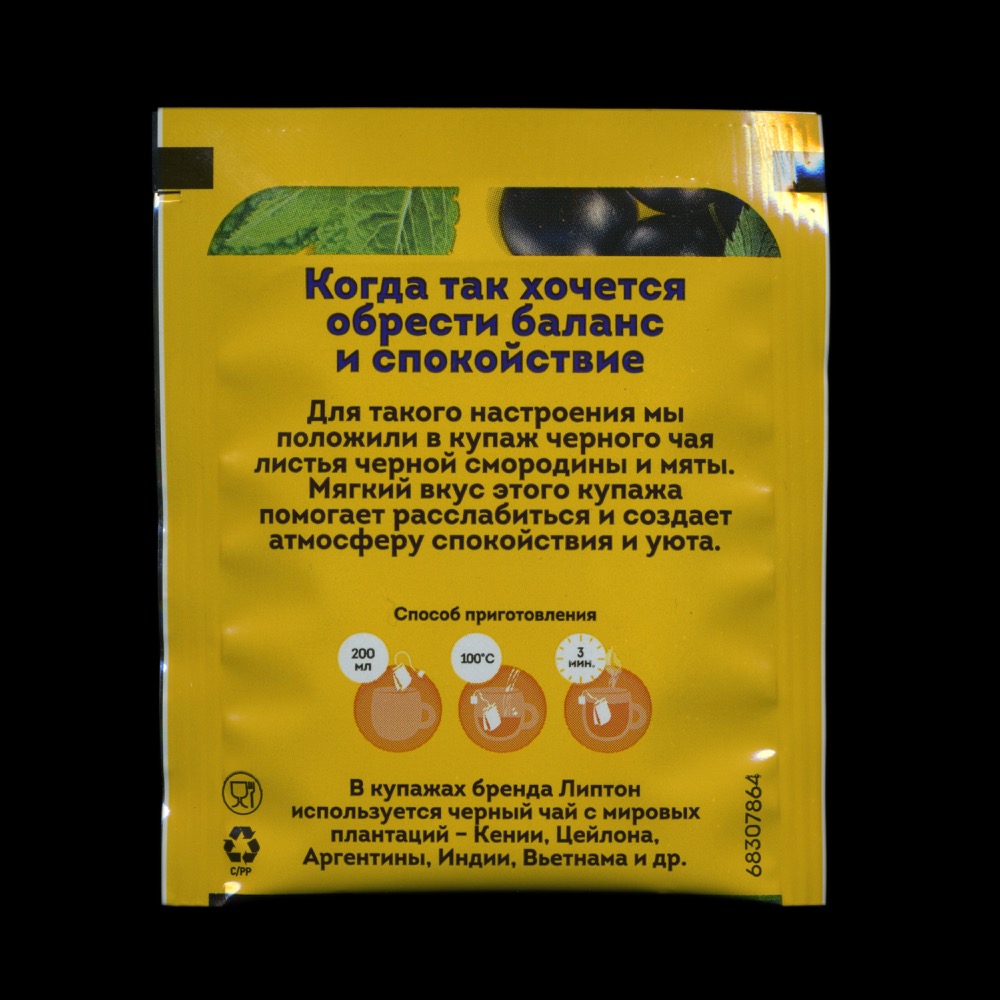 Когда так хочется
обрести баланс
и спокойствие
Для такого настроения мы
положили в купаж черного чая
листья черной смородины и мяты.
Мягкий вкус этого купажа
помогает расслабиться и создает
атмосферу спокойствия и уюта.
Способ приготовления
200
мл
100°C
3
мин.
В купажах бренда Липтон
используется черный чай с мировых
плантаций – Кении, Цейлона,
Аргентины, Индии, Вьетнама и др.
C/PP
68307864